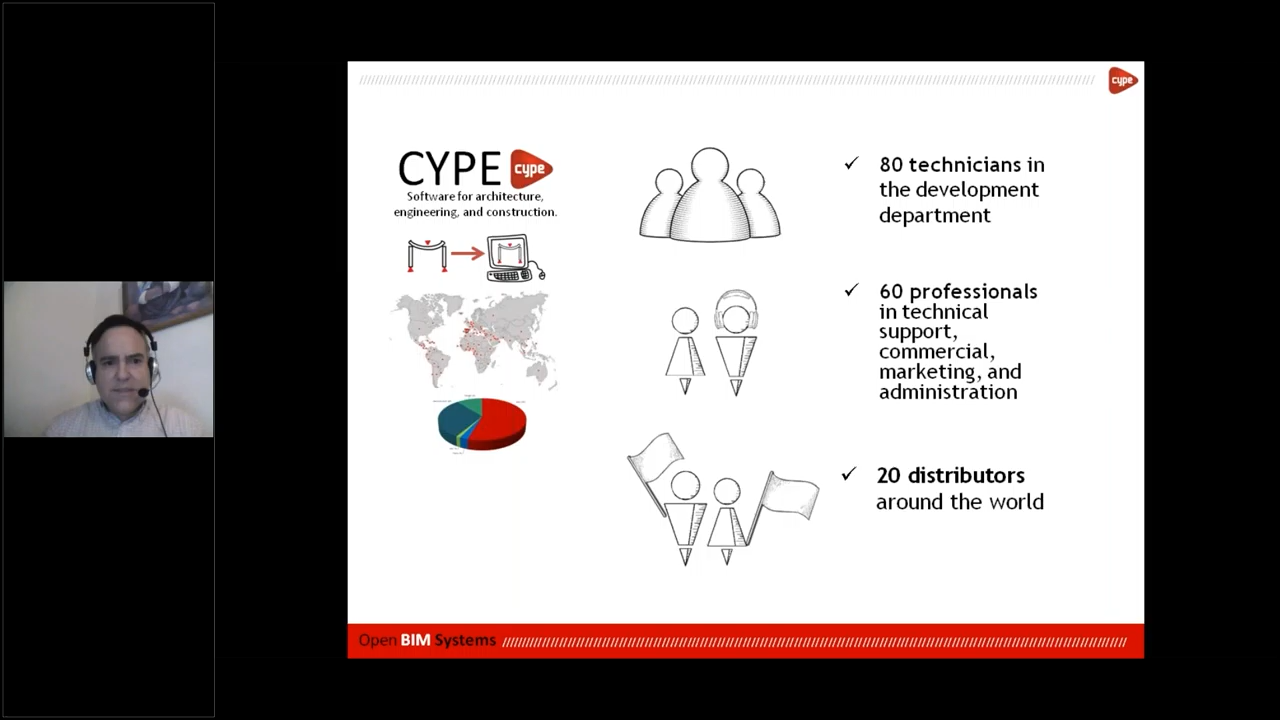 cype
CYPE cype
Software for architecture,
engineering, and construction.
✓ 80 technicians in
the development
department
✓ 60 professionals
in technical
support,
commercial,
marketing, and
administration
✓ 20 distributors
around the world
Open BIM Systems